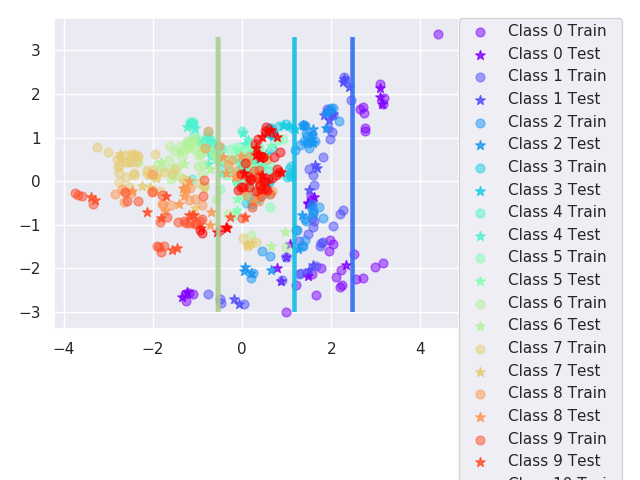 3
2
1
0
−1
−2
−3
−4
−2
0
2
4
Class 0 Train
Class 0 Test
Class 1 Train
Class 1 Test
Class 2 Train
Class 2 Test
Class 3 Train
Class 3 Test
Class 4 Train
Class 4 Test
Class 5 Train
Class 5 Test
Class 6 Train
Class 6 Test
Class 7 Train
Class 7 Test
Class 8 Train
Class 8 Test
Class 9 Train
Class 9 Test